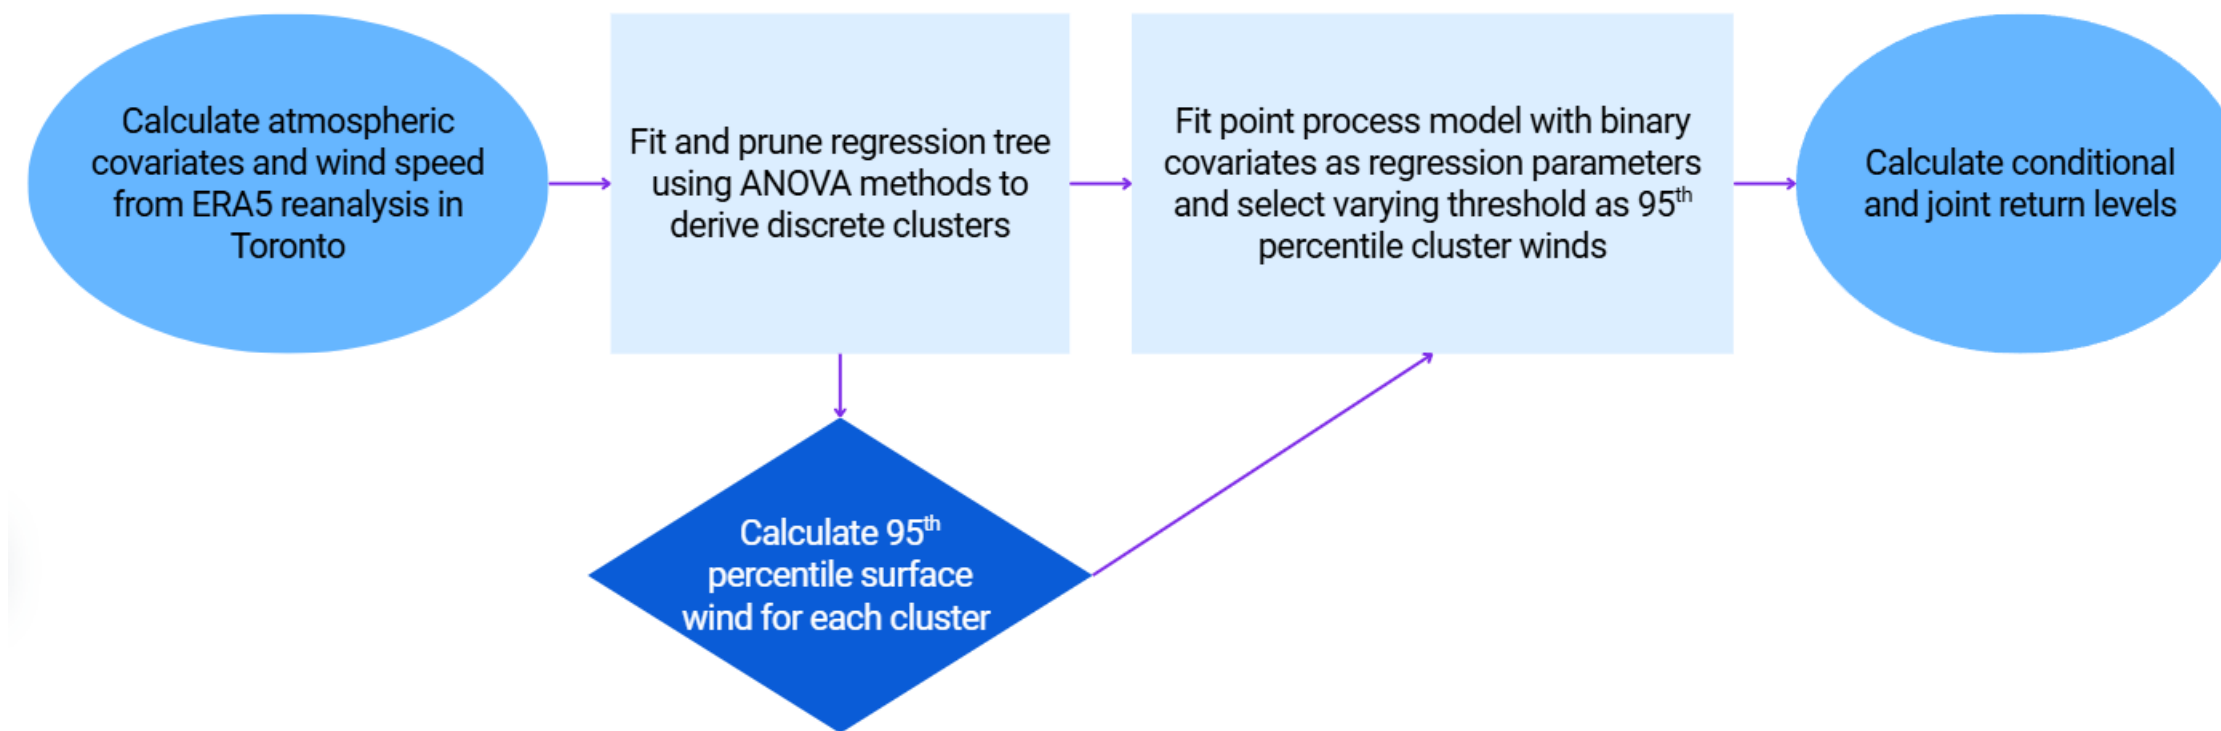 Calculate atmospheric
covariates and wind speed
from ERA5 reanalysis in
Toronto
Fit and prune regression tree
using ANOVA methods to
derive discrete clusters
Fit point process model with binary
covariates as regression parameters
and select varying threshold as 95th
percentile cluster winds
Calculate conditional
and joint return levels
Calculate 95th
percentile surface
wind for each cluster